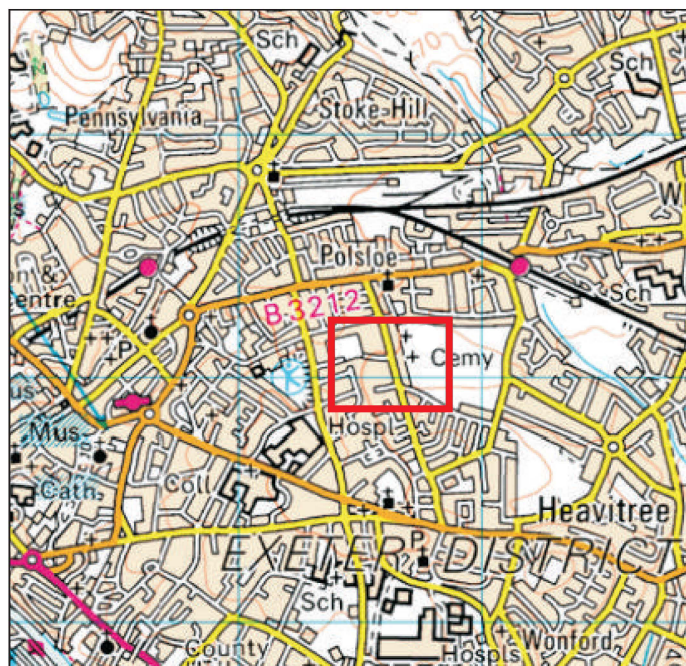 Sch
Sch
Pennsylvania
Stoke-Hill
W
Polsloe
Sch
entre
B 3212
P
Cemy
Mus
Hospl
Cath
Coll
Heavitree
P
EXETER DISTRICT
Sch
County
Hospls
Wonford